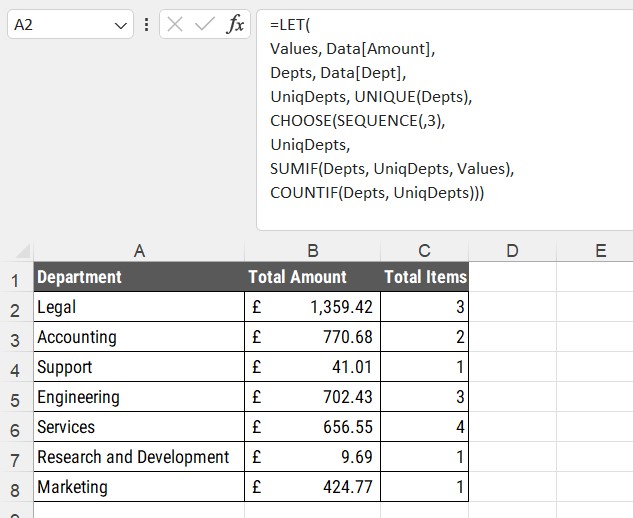 A2
fx
=LET(
Values, Data[Amount],
Depts, Data[Dept],
UniqDepts, UNIQUE(Depts),
CHOOSE(SEQUENCE(,3),
UniqDepts,
SUMIF(Depts, UniqDepts, Values),
COUNTIF(Depts, UniqDepts)))
A B C D E
1 Department Total Amount Total Items
2 Legal £ 1,359.42 3
3 Accounting £ 770.68 2
4 Support £ 41.01 1
5 Engineering £ 702.43 3
6 Services £ 656.55 4
7 Research and Development £ 9.69 1
8 Marketing £ 424.77 1